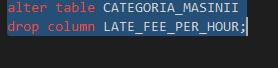 alter table CATEGORIA_MASINII
drop column LATE_FEE_PER_HOUR;